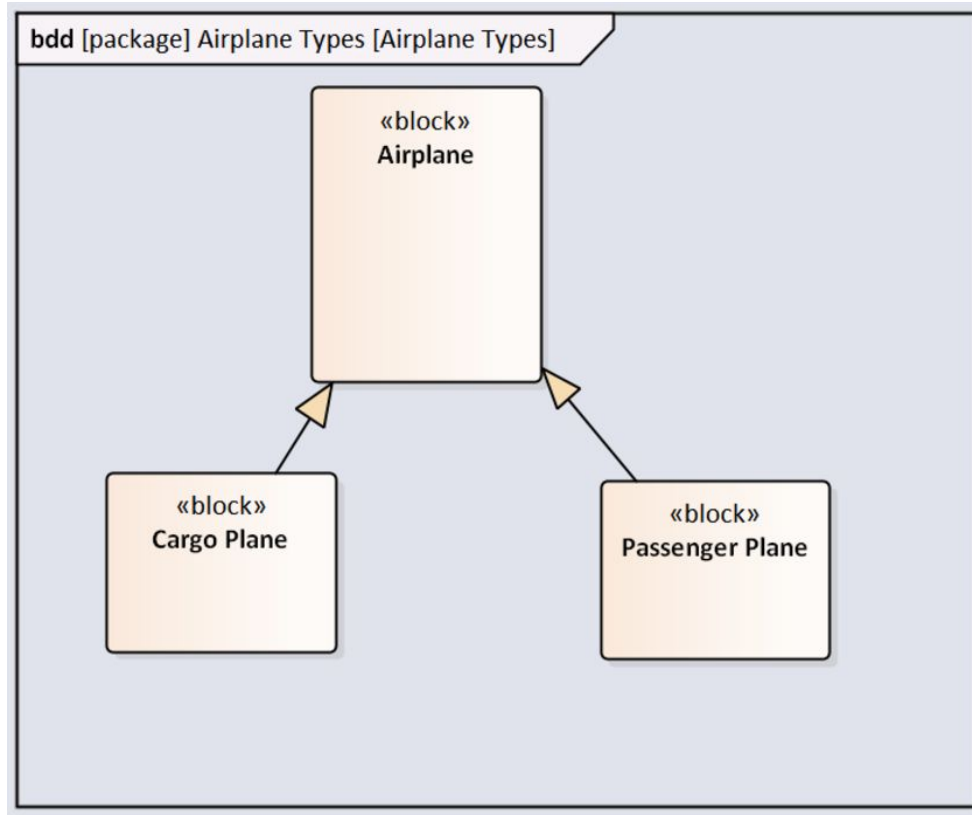 bdd [package] Airplane Types [Airplane Types]
«block»
Airplane
«block»
Cargo Plane
«block»
Passenger Plane